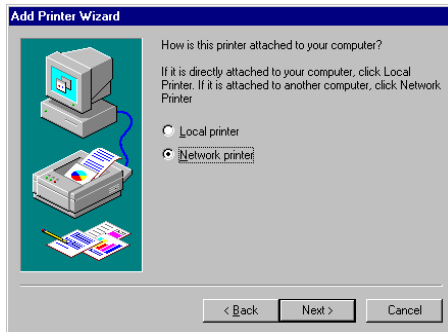 Add Printer Wizard
How is this printer attached to your computer?
If it is directly attached to your computer, click Local
Printer. If it is attached to another computer, click Network
Printer
Local printer
Network printer
< Back
Next >
Cancel